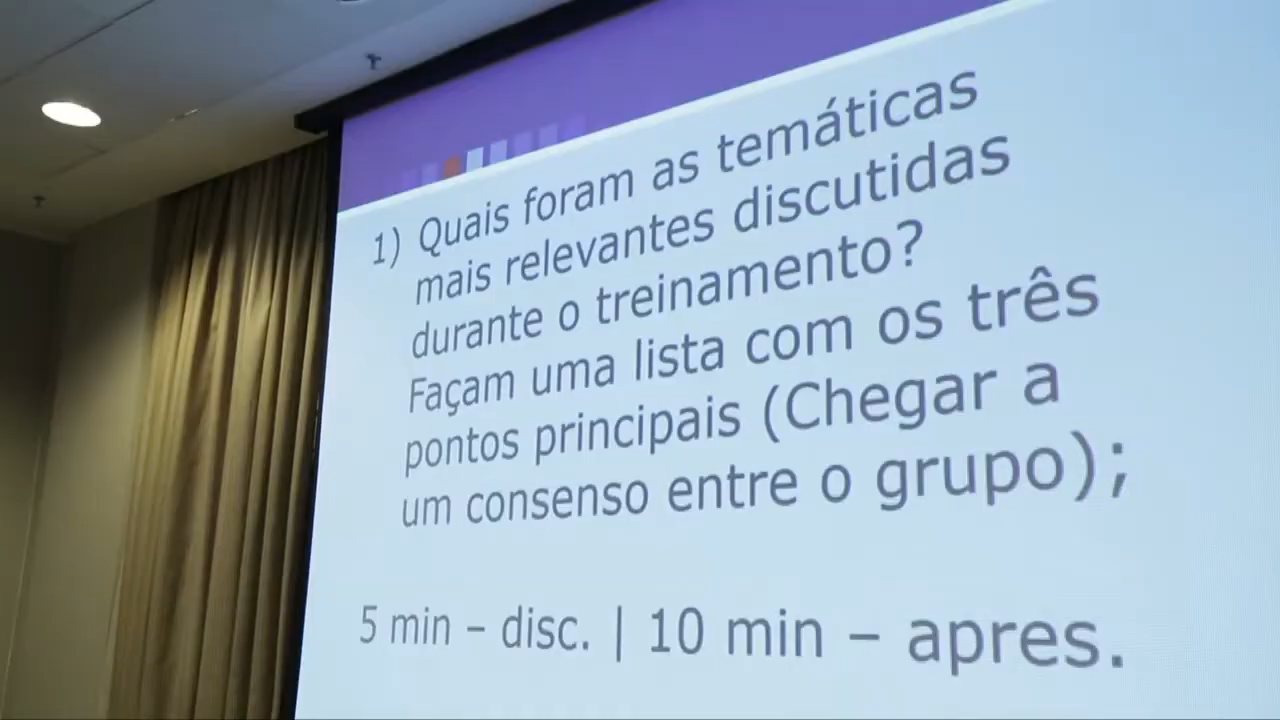 1) Quais foram as temáticas
mais relevantes discutidas
durante o treinamento?
Façam uma lista com os três
pontos principais (Chegar a
um consenso entre o grupo);
5 min – disc. | 10 min – apres.